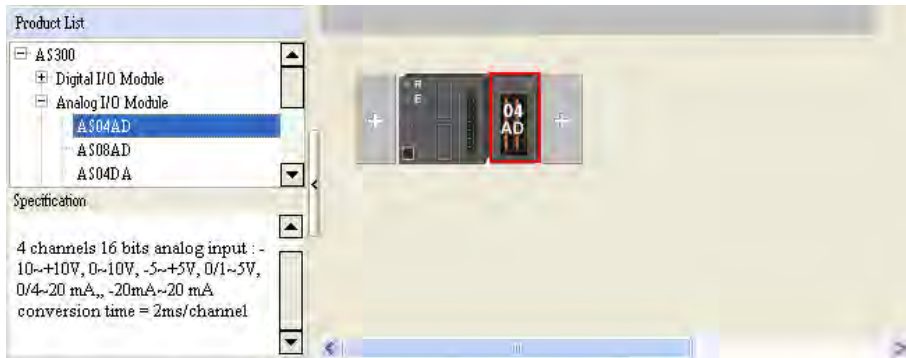 Product List
AS300
Digital I/O Module
Analog I/O Module
AS04AD
AS08AD
AS04DA
Specification
4 channels 16 bits analog input : -
10~+10V, 0~10V, -5~+5V, 0/1~5V,
0/4~20 mA,, -20mA~20 mA
conversion time = 2ms/channel
R
E
04
AD